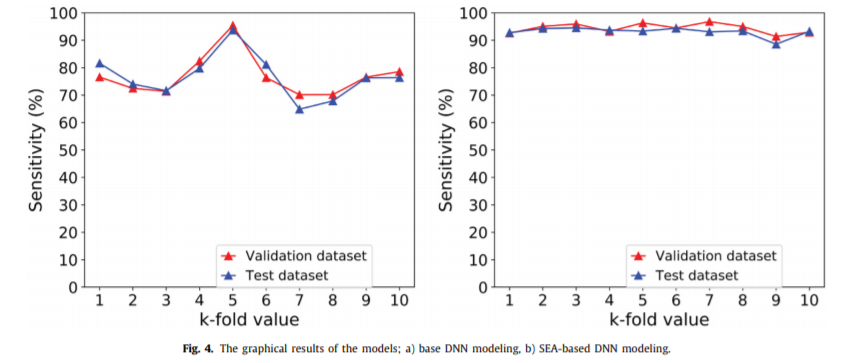 100
90
80
70
60
50
40
30
20
10
0
Sensitivity (%)
Validation dataset
Test dataset
1 2 3 4 5 6 7 8 9 10
k-fold value
100
90
80
70
60
50
40
30
20
10
0
Sensitivity (%)
Validation dataset
Test dataset
1 2 3 4 5 6 7 8 9 10
k-fold value
Fig. 4. The graphical results of the models; a) base DNN modeling, b) SEA-based DNN modeling.